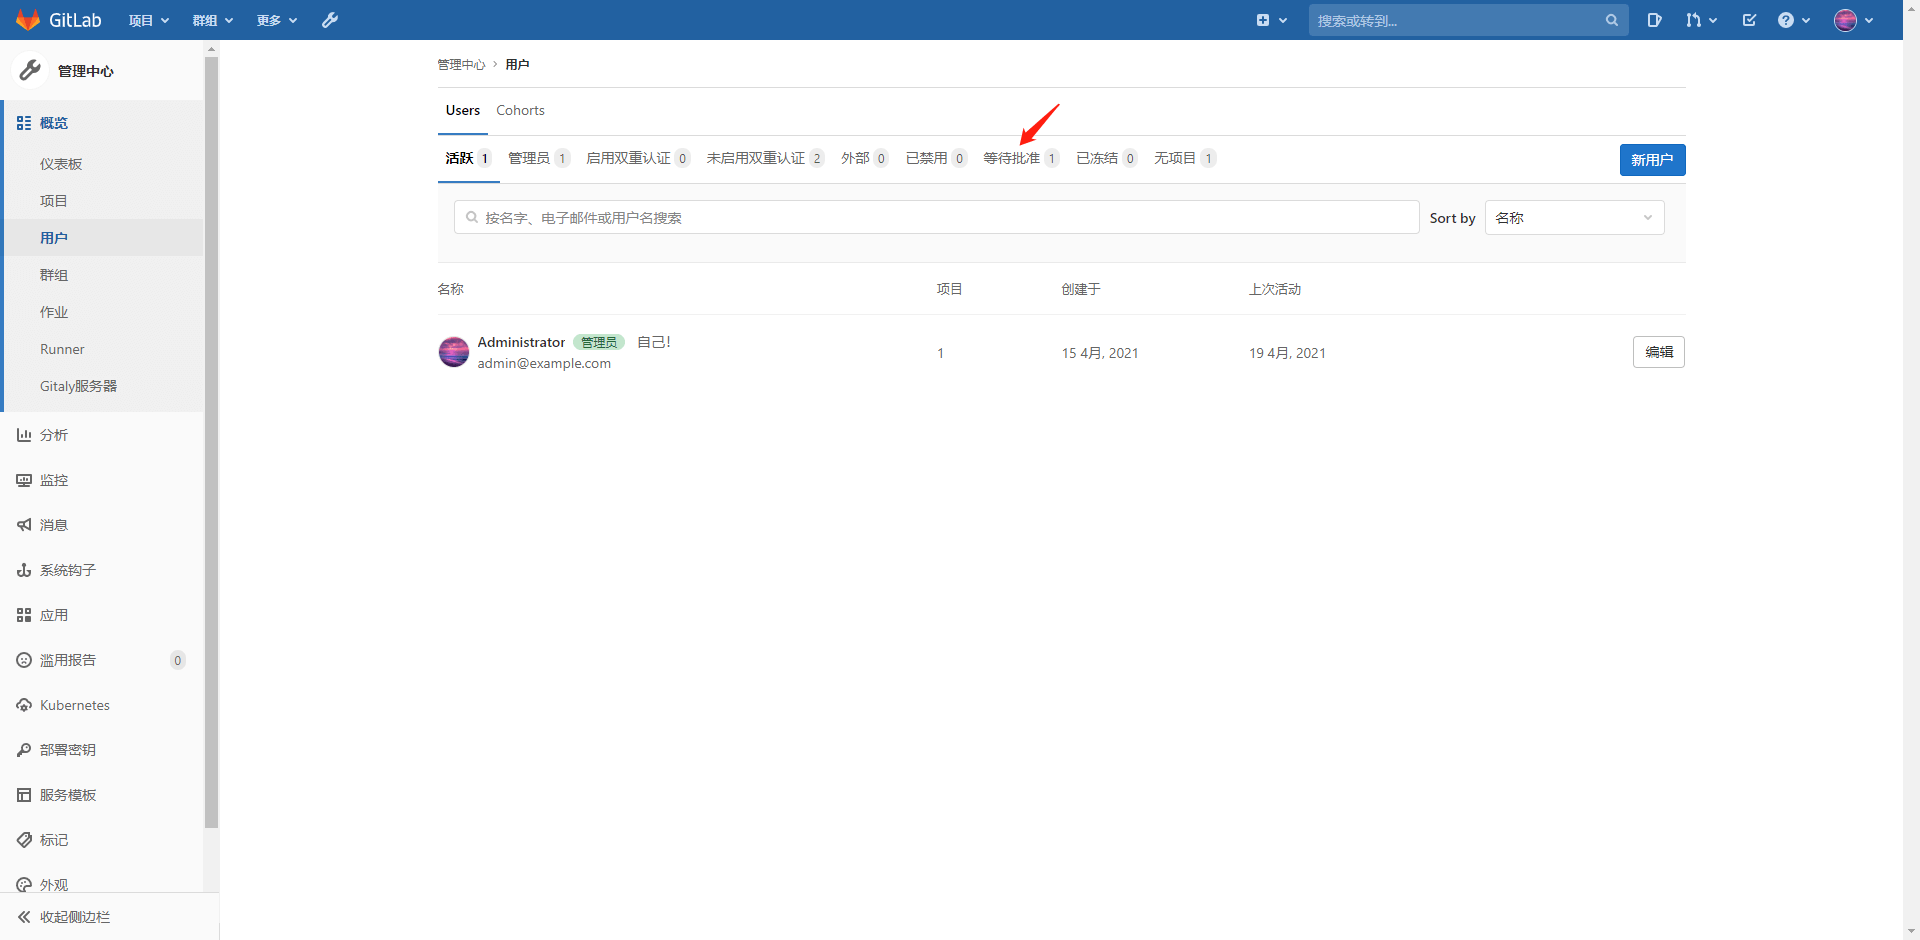 GitLab 项目 群组 更多 搜索或转到...
管理中心
概览
仪表板
项目
用户
群组
作业
Runner
Gitaly服务器
分析
监控
消息
系统钩子
应用
滥用报告 0
Kubernetes
部署密钥
服务模板
标记
外观
收起侧边栏
管理中心 › 用户
Users Cohorts
活跃 1 管理员 1 启用双重认证 0 未启用双重认证 2 外部 0 已禁用 0 等待批准 1 已冻结 0 无项目 1 新用户
按名字、电子邮件或用户名搜索 Sort by 名称
名称 项目 创建于 上次活动
Administrator 管理员 自己!
admin@example.com
1 15 4月, 2021 19 4月, 2021 编辑